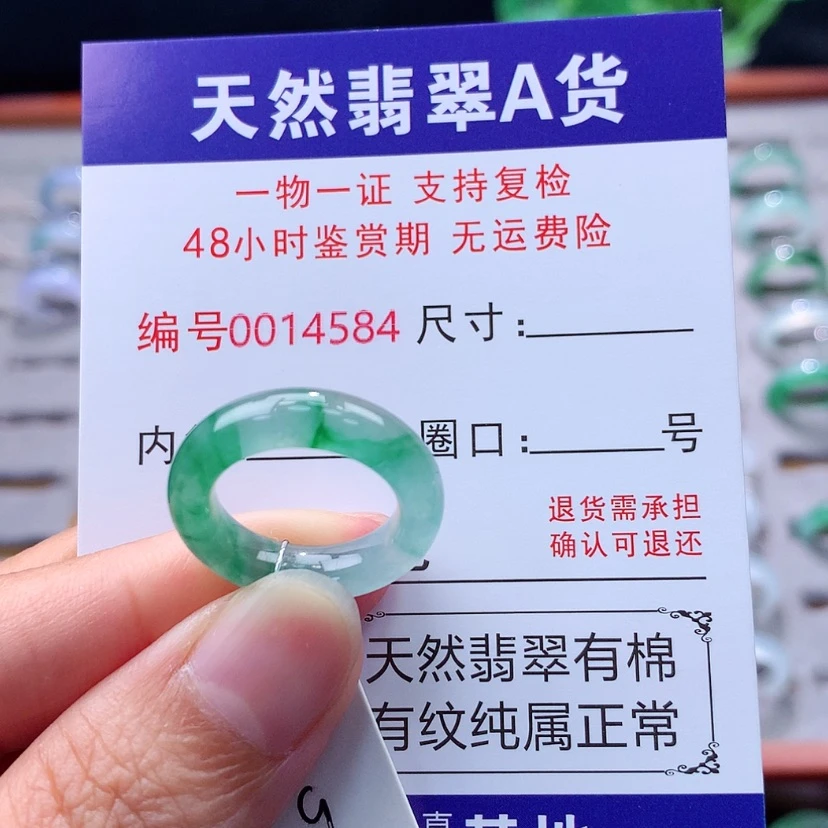 天然翡翠A货
一物一证 支持复检
48小时鉴赏期 无运费险
编号0014584 尺寸:
内 圈口: 号
退货需承担
确认可退还
天然翡翠有棉
有纹纯属正常